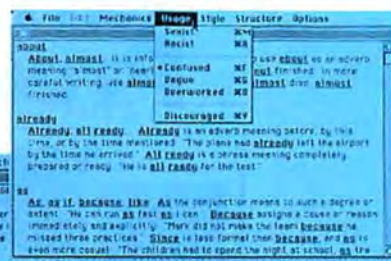 File Edit Mechanics Usage Style Structure Options
Sexist ⌘M
Racist ⌘R
Confused ⌘F
Vague ⌘G
Overworked ⌘O
Discouraged ⌘Y
about
About, almost. It is info use about as an adverb
meaning "almost" or "nearl out finished. In more
careful writing, use almos most done, almost
finished.
already
Already, all ready. Already is an adverb meaning before, by this
time, or by the time mentioned. "The plane had already left the airport
by the time he arrived." All ready is a phrase meaning completely
prepared or ready. "He is all ready for the test."
as
As, as if, because, like. As the conjunction means to such a degree or
extent. "He can run as fast as I can." Because assigns a cause or reason
immediately and explicitly. "Mark did not make the team because he
missed three practices." Since is less formal than because, and as is
even more casual. "The children had to spend the night at school, as the